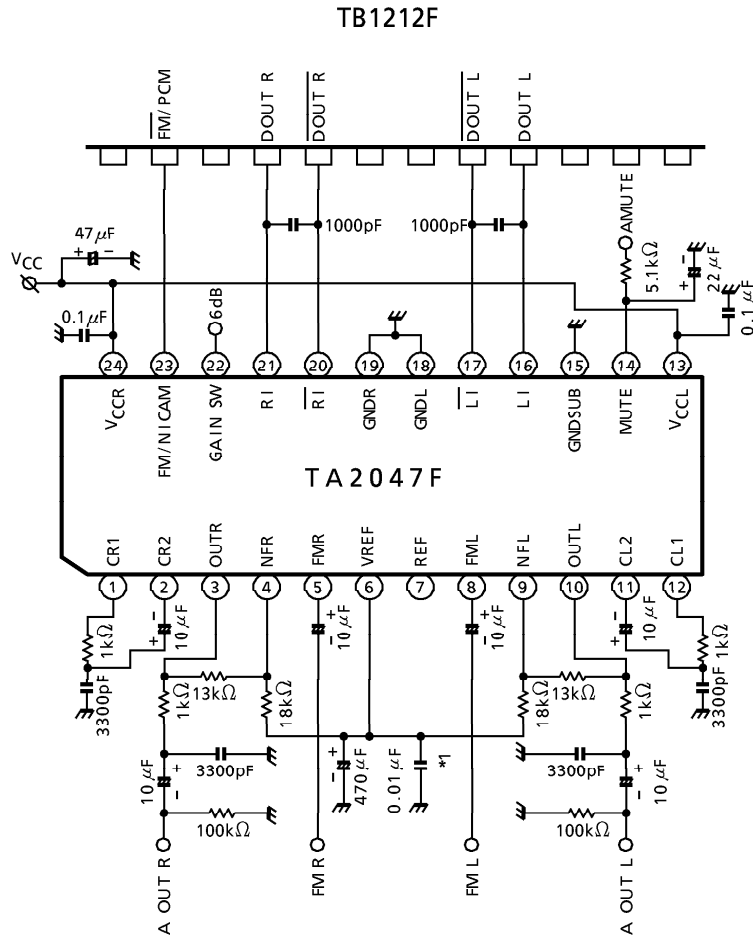 TB1212F
FM/PCM
DOUT R
DOUT R
DOUT L
DOUT L
AMUTE
47μF
+ −
VCC
1000pF
1000pF
5.1kΩ
− +
22μF
0.1μF
0.1μF
6dB
24 23 22 21 20 19 18 17 16 15 14 13
VCCR
FM/NICAM
GAIN SW
RI
RI
GNDR
GNDL
LI
LI
GNDSUB
MUTE
VCCL
TA2047F
CR1
CR2
OUTR
NFR
FMR
VREF
REF
FML
NFL
OUTL
CL2
CL1
1 2 3 4 5 6 7 8 9 10 11 12
1kΩ
− +
10μF
+ −
10μF
+ −
10μF
− +
10μF
1kΩ
3300pF
1kΩ
13kΩ
18kΩ
18kΩ
13kΩ
1kΩ
3300pF
+ −
10μF
3300pF
+ −
470μF
0.01μF
*1
3300pF
+ −
10μF
100kΩ
100kΩ
A OUT R
FM R
FM L
A OUT L